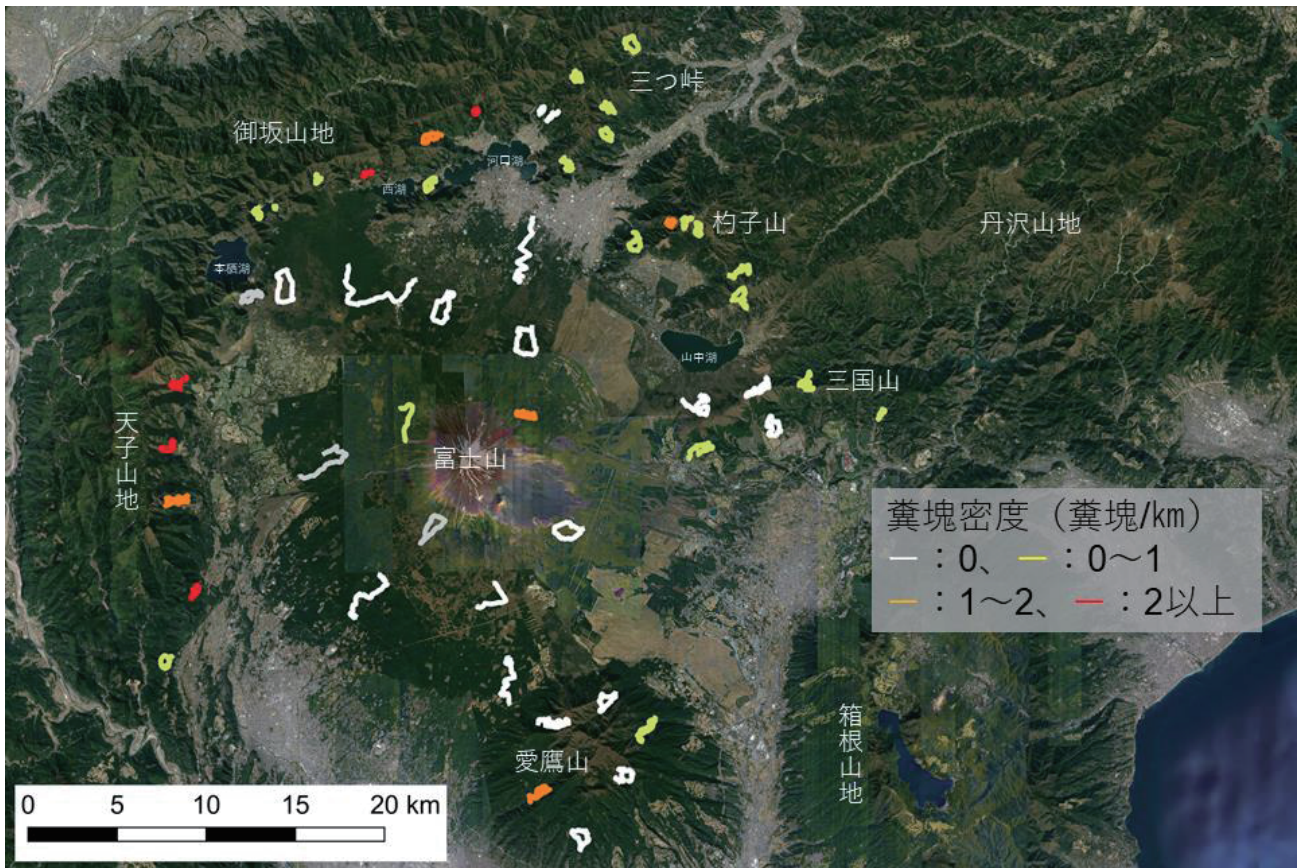 三つ峠
御坂山地
河口湖
西湖
杓子山
丹沢山地
本栖湖
山中湖
三国山
天子山地
富士山
糞塊密度（糞塊/km）
：0、 ：0～1
：1～2、 ：2以上
箱根山地
愛鷹山
0 5 10 15 20 km